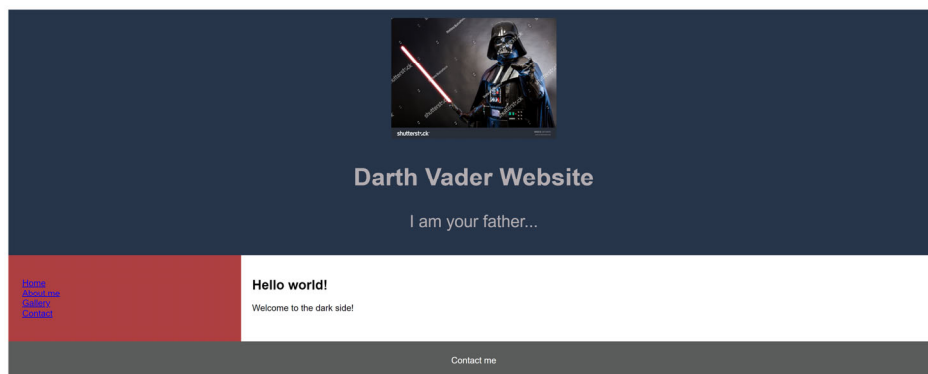 shutterstock
Darth Vader Website
I am your father...
Home
About me
Gallery
Contact
Hello world!
Welcome to the dark side!
Contact me